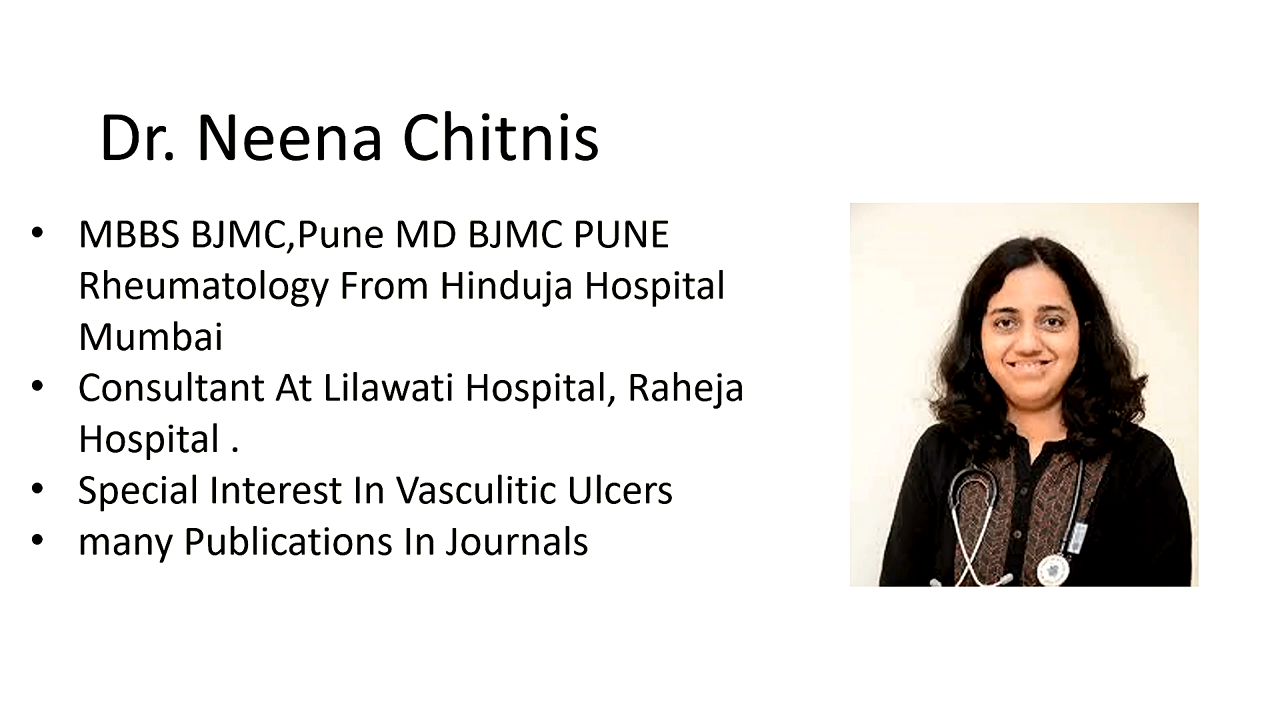 Dr. Neena Chitnis
• MBBS BJMC,Pune MD BJMC PUNE
Rheumatology From Hinduja Hospital
Mumbai
• Consultant At Lilawati Hospital, Raheja
Hospital .
• Special Interest In Vasculitic Ulcers
• many Publications In Journals